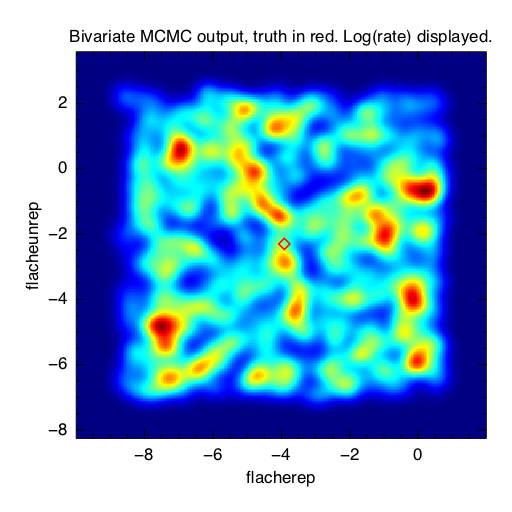 Bivariate MCMC output, truth in red. Log(rate) displayed.
2
0
−2
−4
−6
−8
flacheunrep
−8 −6 −4 −2 0
flacherep